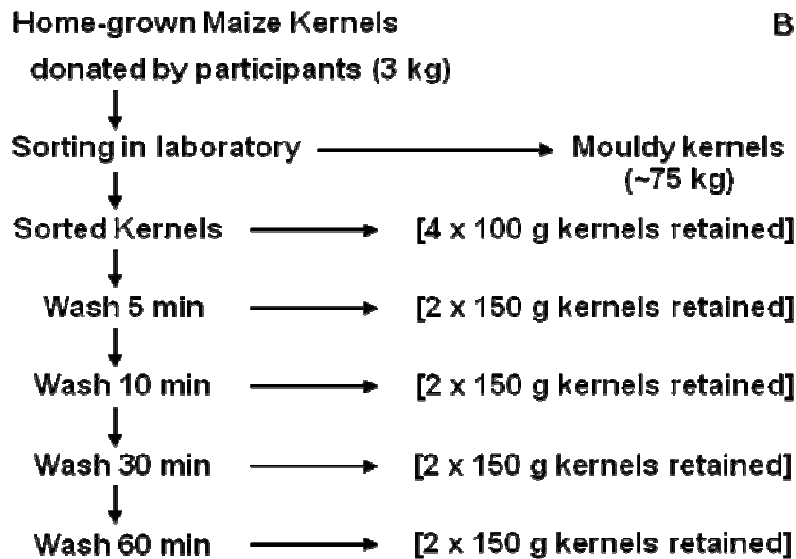 Home-grown Maize Kernels B
donated by participants (3 kg)
Sorting in laboratory Mouldy kernels
(~75 kg)
Sorted Kernels [4 x 100 g kernels retained]
Wash 5 min [2 x 150 g kernels retained]
Wash 10 min [2 x 150 g kernels retained]
Wash 30 min [2 x 150 g kernels retained]
Wash 60 min [2 x 150 g kernels retained]